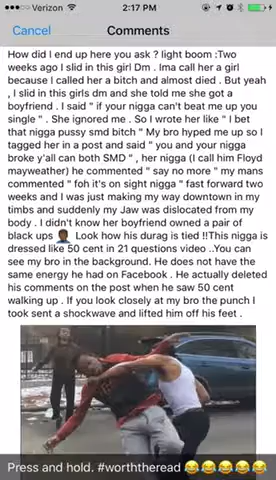 Verizon 2:17 PM
Cancel Comments
How did I end up here you ask ? light boom :Two
weeks ago I slid in this girl Dm . Ima call her a girl
because I called her a bitch and almost died . But yeah
, I slid in this girls dm and she told me she got a
boyfriend . I said " if your nigga can't beat me up you
single " . She ignored me . So I wrote her like " I bet
that nigga pussy smd bitch " My bro hyped me up so I
tagged her in a post and said " you and your nigga
broke y'all can both SMD " , her nigga (I call him Floyd
mayweather) he commented " say no more " my mans
commented " foh it's on sight nigga " fast forward two
weeks and I was just making my way downtown in my
timbs and suddenly my Jaw was dislocated from my
body . I didn't know her boyfriend owned a pair of
black ups 🤦🏿‍♂️ Look how his durag is tied !!This nigga is
dressed like 50 cent in 21 questions video ..You can
see my bro in the background. He does not have the
same energy he had on Facebook . He actually deleted
his comments on the post when he saw 50 cent
walking up . If you look closely at my bro the punch I
took sent a shockwave and lifted him off his feet .
Press and hold. #worththeread 😂😂😂😂😂